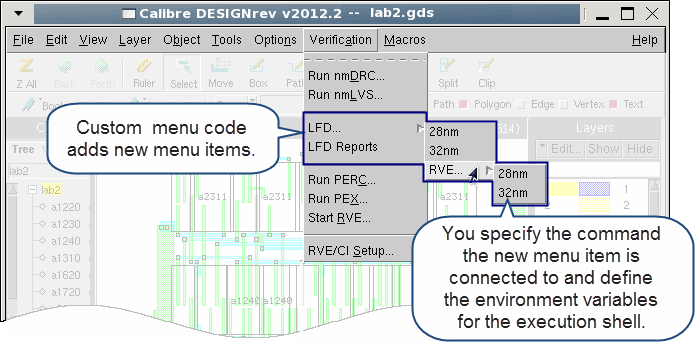 Calibre DESIGNrev v2012.2 -- lab2.gds
File Edit View Layer Object Tools Options Verification Macros Help
Z All Back Forth Ruler Select Move Box Path Split Clip
Path Polygon Edge Vertex Text
Run nmDRC...
Run nmLVS...
Custom menu code
adds new menu items.
LFD...
LFD Reports
28nm
32nm
RVE...
28nm
32nm
Layers
Edit... Show Hide
1
2
Tree
lab2
a1220
a1230
a1240
a1310
a1620
a1720
a2311
a2311
a2311
a1240
a1240
Run PERC...
Run PEX...
Start RVE...
RVE/CI Setup...
You specify the command
the new menu item is
connected to and define
the environment variables
for the execution shell.